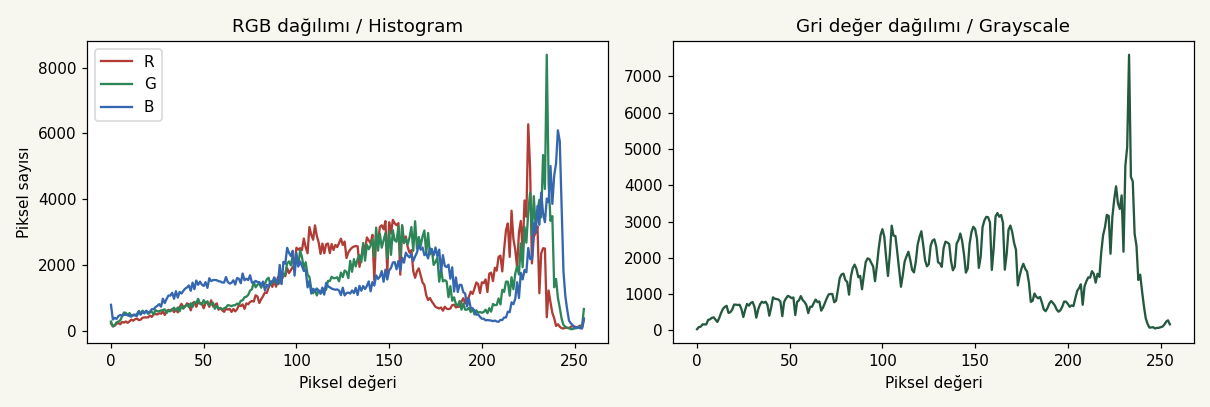 RGB dağılımı / Histogram
R
G
B
8000
6000
4000
2000
0
Piksel sayısı
0 50 100 150 200 250
Piksel değeri
Gri değer dağılımı / Grayscale
7000
6000
5000
4000
3000
2000
1000
0
0 50 100 150 200 250
Piksel değeri